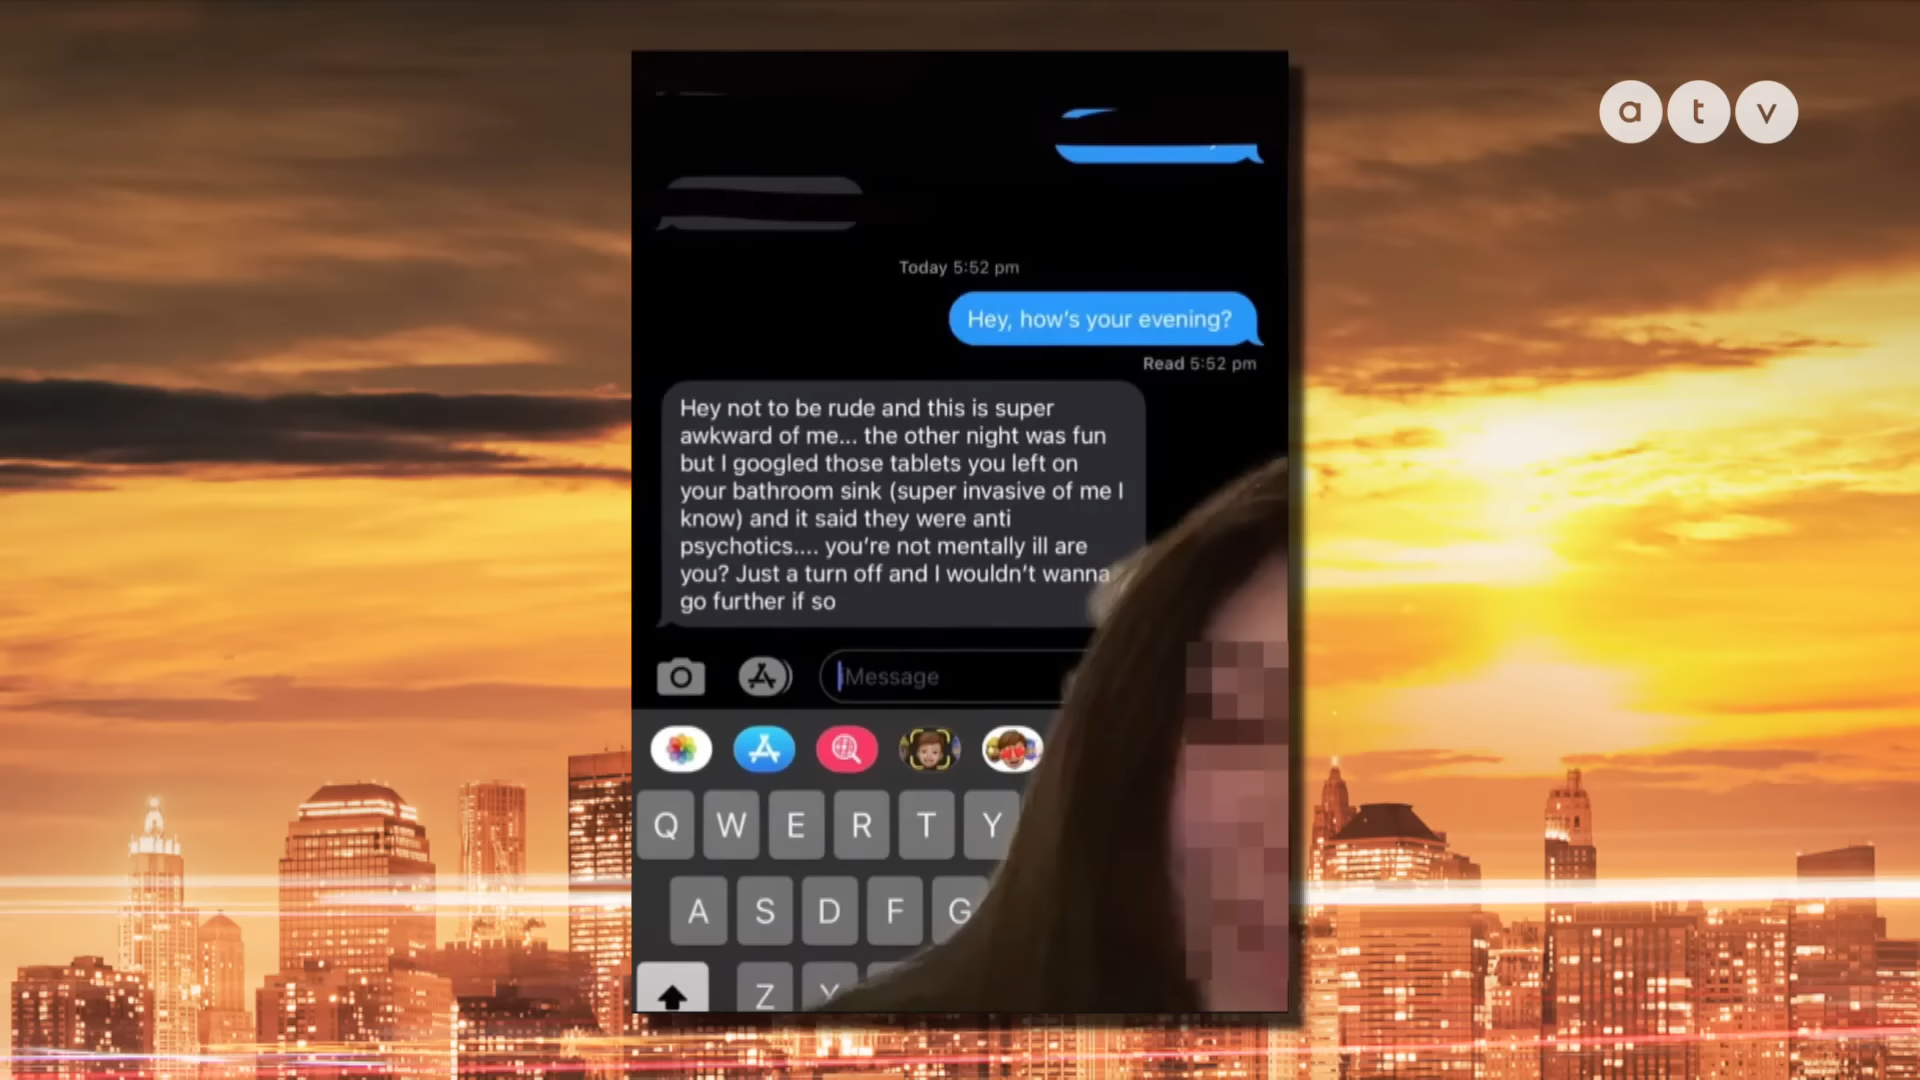 a t v
Today 5:52 pm
Hey, how's your evening?
Read 5:52 pm
Hey not to be rude and this is super
awkward of me... the other night was fun
but I googled those tablets you left on
your bathroom sink (super invasive of me I
know) and it said they were anti
psychotics.... you're not mentally ill are
you? Just a turn off and I wouldn't wanna
go further if so
Message
Q W E R T Y
A S D F G
Z X